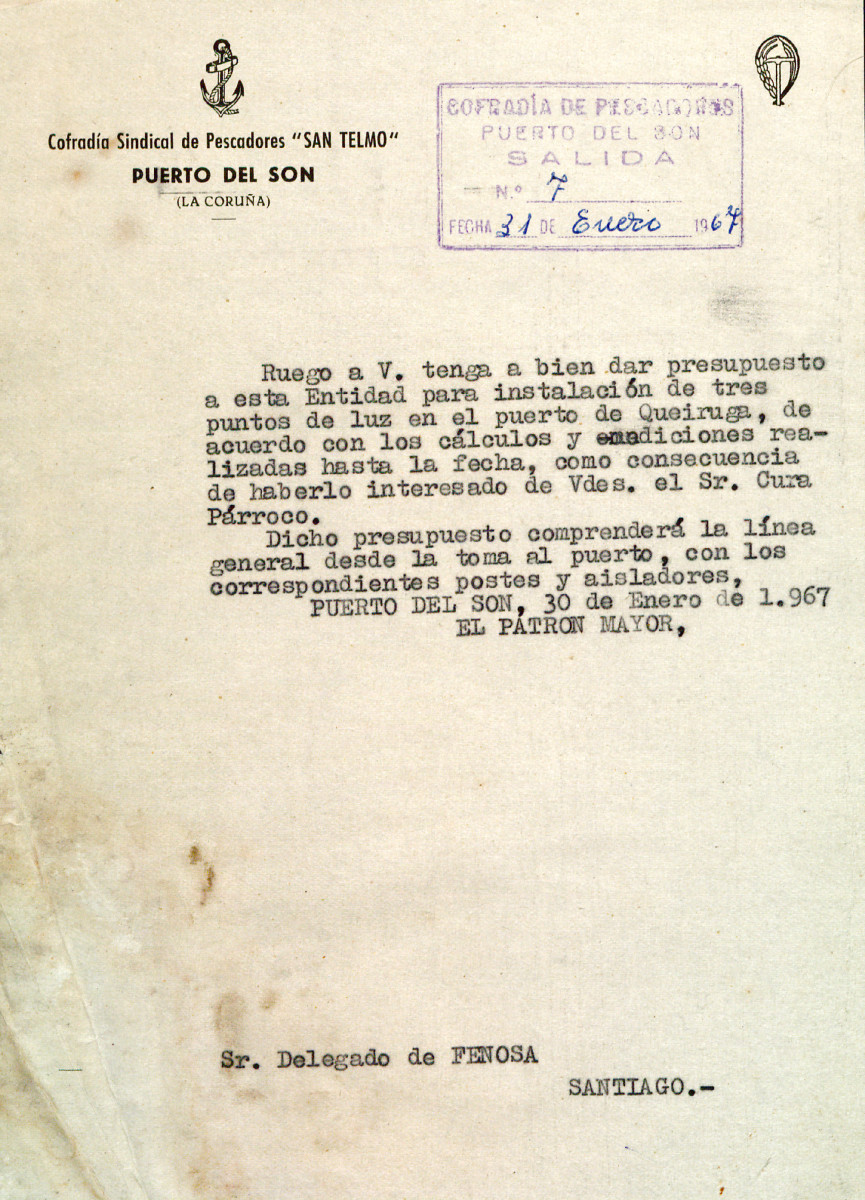 Cofradía Sindical de Pescadores "SAN TELMO"
PUERTO DEL SON
(LA CORUÑA)
COFRADÍA DE PESCADORES
PUERTO DEL SON
SALIDA
N.º 7
FECHA 31 DE Enero 1967
Ruego a V. tenga a bien dar presupuesto
a esta Entidad para instalación de tres
puntos de luz en el puerto de Queiruga, de
acuerdo con los cálculos y diciones rea-
lizadas hasta la fecha, como consecuencia
de haberlo interesado de Vdes. el Sr. Cura
Párroco.
Dicho presupuesto comprenderá la línea
general desde la toma al puerto, con los
correspondientes postes y aisladores,
PUERTO DEL SON, 30 de Enero de 1.967
EL PATRON MAYOR,
Sr. Delegado de FENOSA
SANTIAGO.-